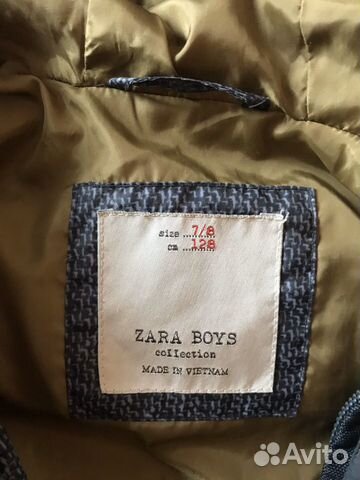 size ....7/8
cm ....128
ZARA BOYS
collection
MADE IN VIETNAM
Avito